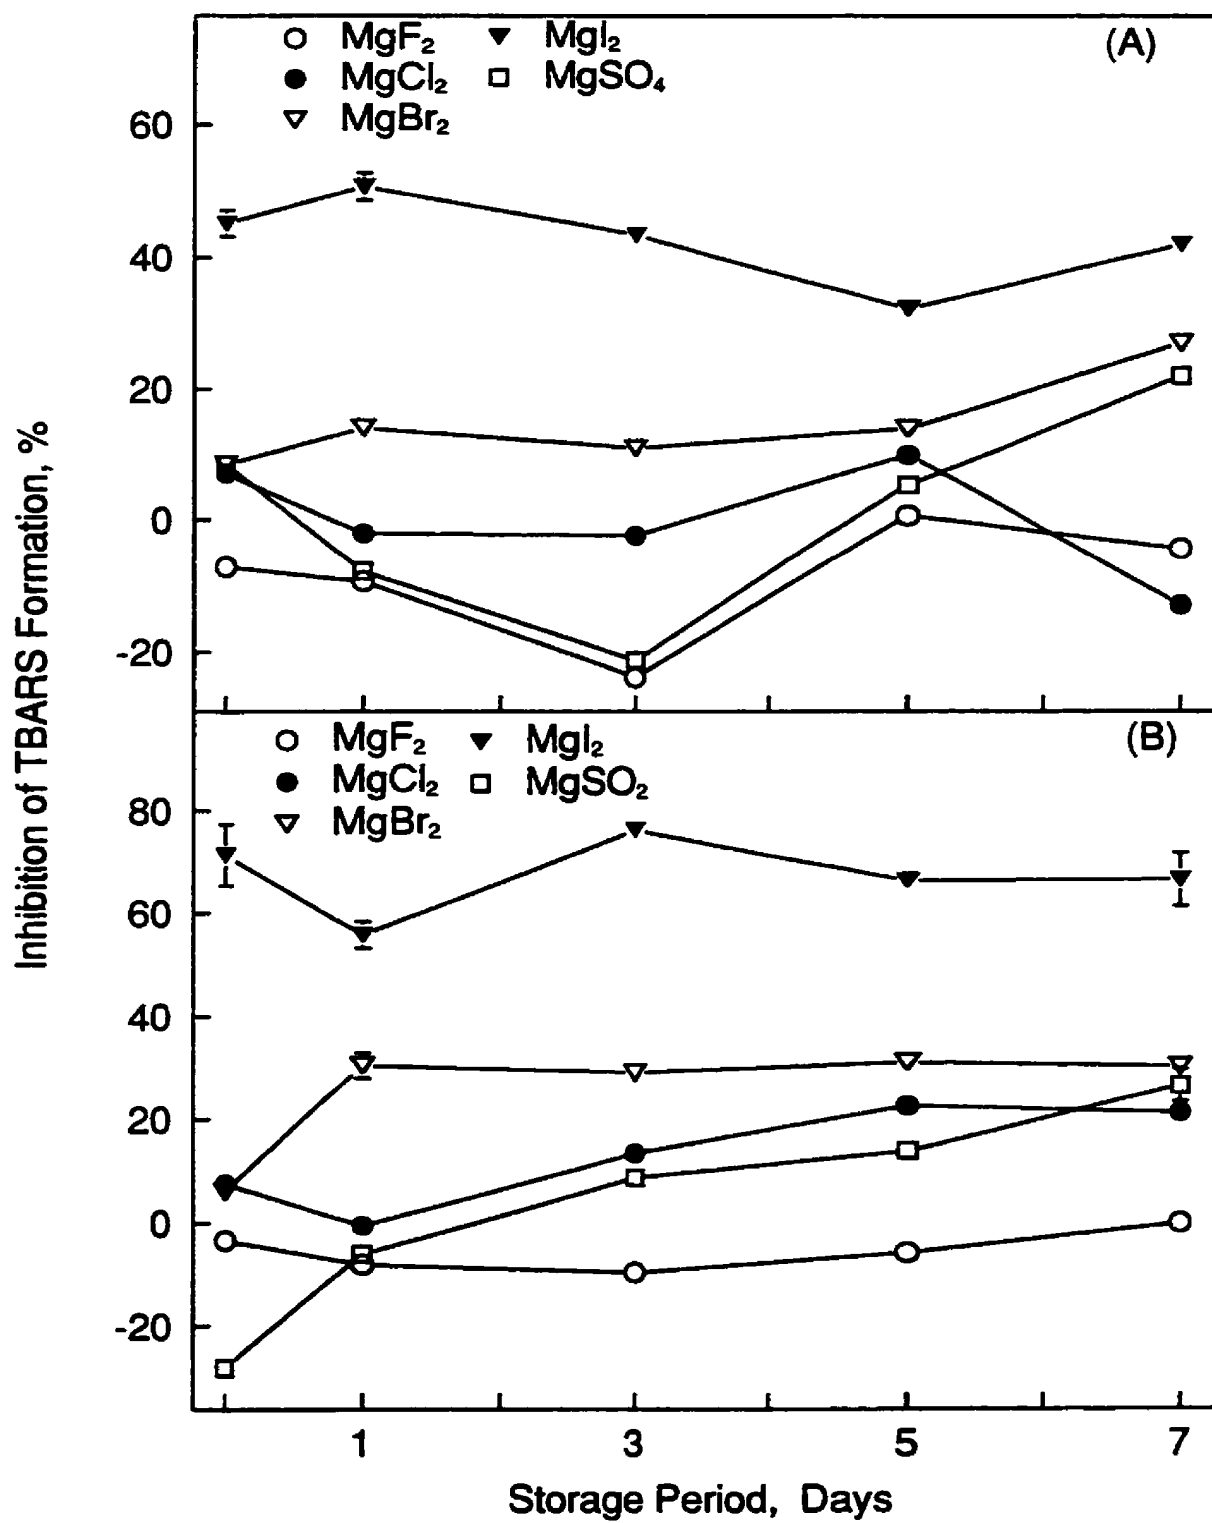 MgF₂ MgI₂ (A)
MgCl₂ MgSO₄
MgBr₂
60
40
20
0
-20
Inhibition of TBARS Formation, %
MgF₂ MgI₂ (B)
MgCl₂ MgSO₂
MgBr₂
80
60
40
20
0
-20
1 3 5 7
Storage Period, Days